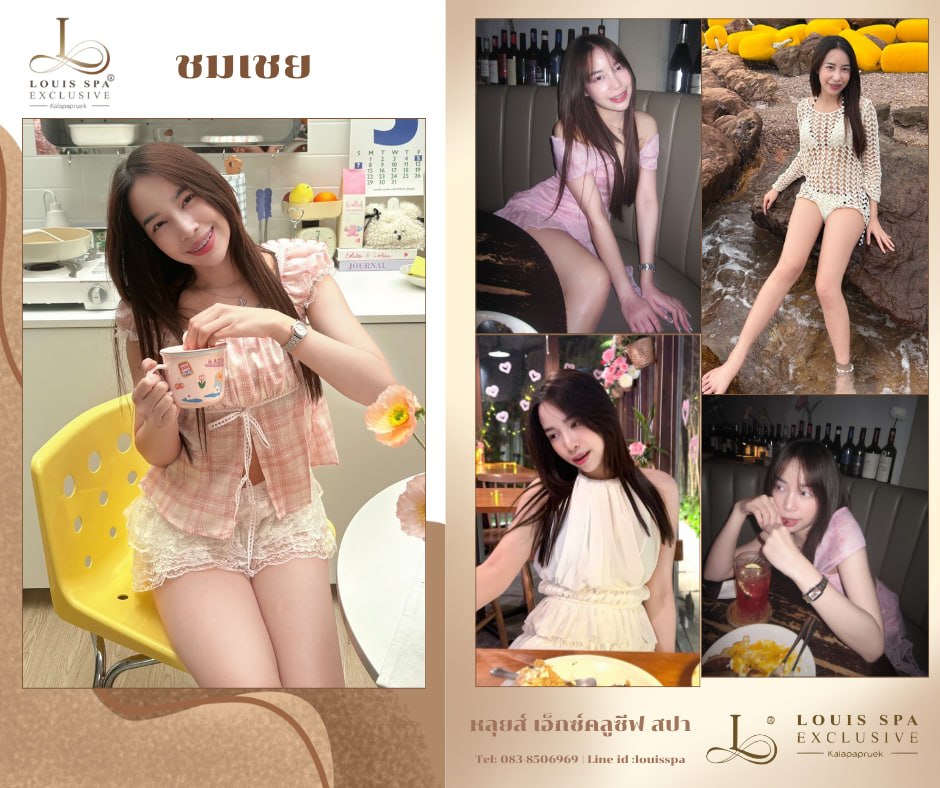 LOUIS SPA
EXCLUSIVE
Kalapapruek
ชมเชย
S M T W T F S
JOURNAL
หลุยส์ เอ็กซ์คลูซีฟ สปา
Tel: 083-8506969 | Line id :louisspa
LOUIS SPA
EXCLUSIVE
Kalapapruek